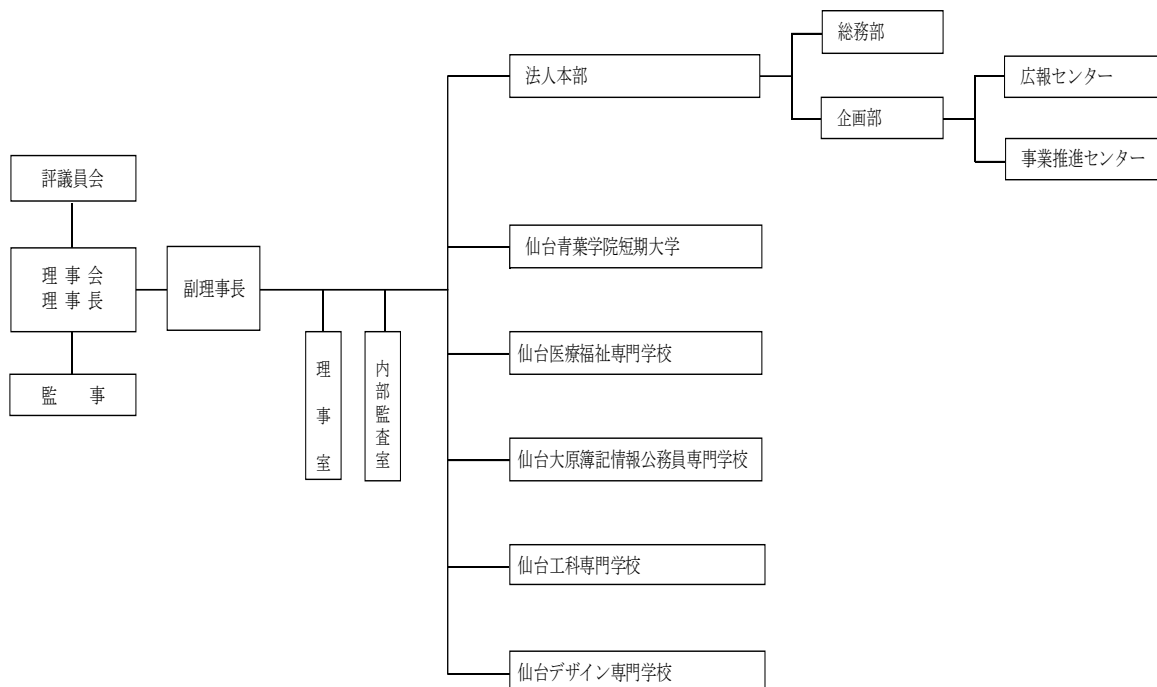 総務部
法人本部
広報センター
企画部
事業推進センター
評議員会
仙台青葉学院短期大学
理事会
理事長
副理事長
理事室
内部監査室
仙台医療福祉専門学校
監 事
仙台大原簿記情報公務員専門学校
仙台工科専門学校
仙台デザイン専門学校